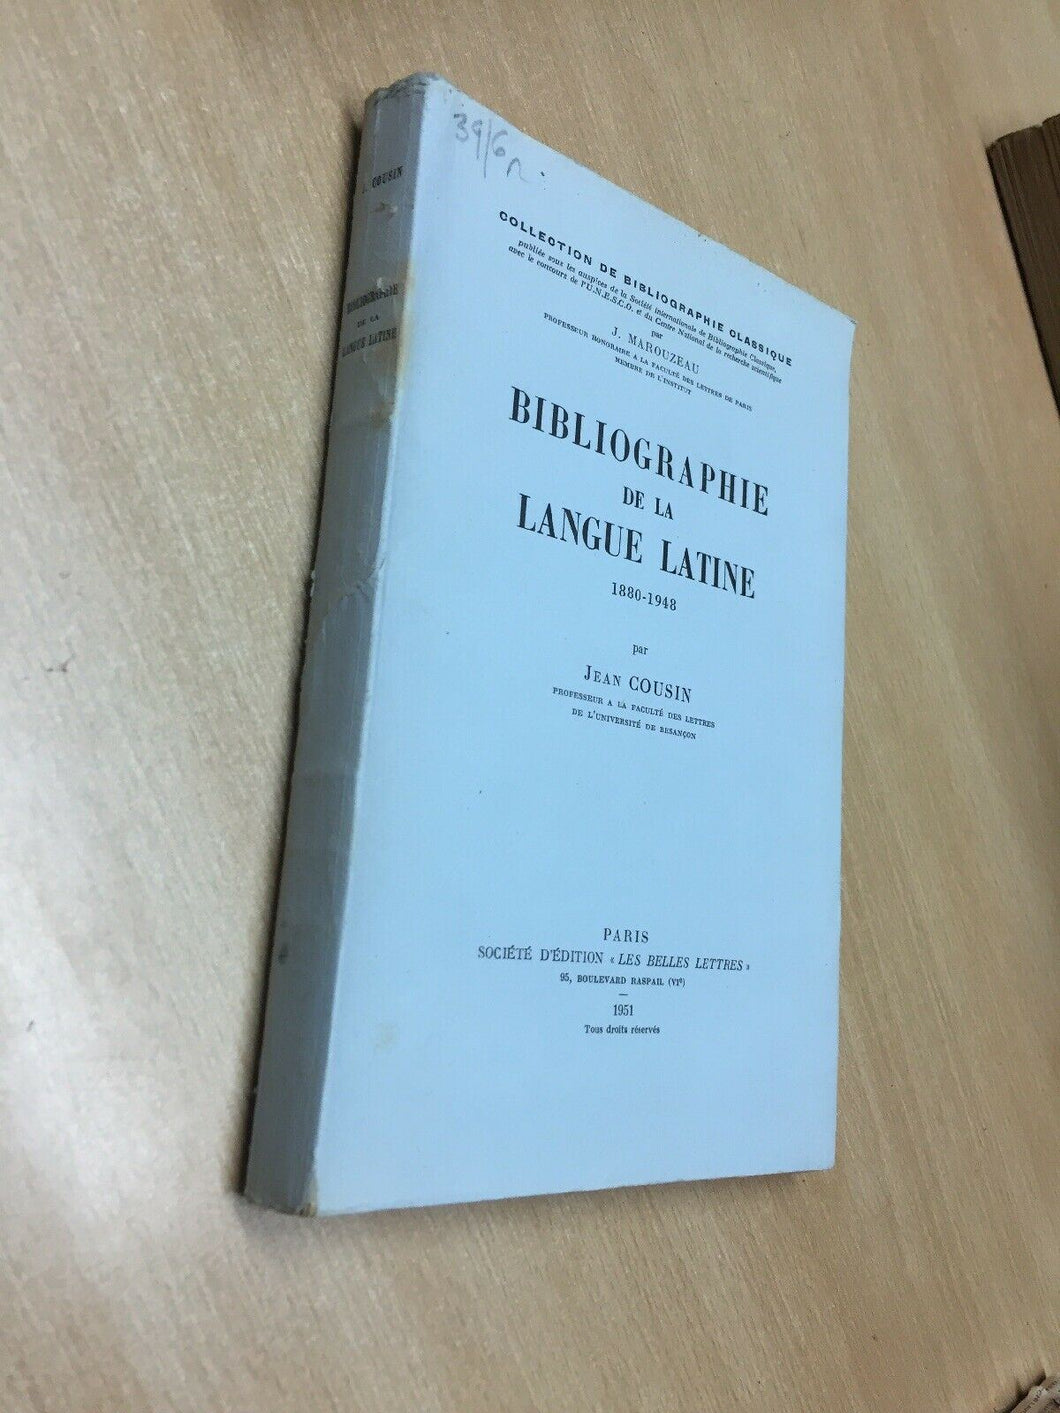 J. COUSIN
BIBLIOGRAPHIE
DE LA
LANGUE LATINE
39/6
COLLECTION DE BIBLIOGRAPHIE CLASSIQUE
publiée sous les auspices de la Société internationale de Bibliographie Classique,
avec le concours de l'U.N.E.S.C.O. et du Centre National de la recherche scientifique
par
J. MAROUZEAU
PROFESSEUR HONORAIRE A LA FACULTÉ DES LETTRES DE PARIS
MEMBRE DE L'INSTITUT
BIBLIOGRAPHIE
DE LA
LANGUE LATINE
1880-1948
par
JEAN COUSIN
PROFESSEUR A LA FACULTÉ DES LETTRES
DE L'UNIVERSITÉ DE BESANÇON
PARIS
SOCIÉTÉ D'ÉDITION « LES BELLES LETTRES »
95, BOULEVARD RASPAIL (VIe)
1951
Tous droits réservés